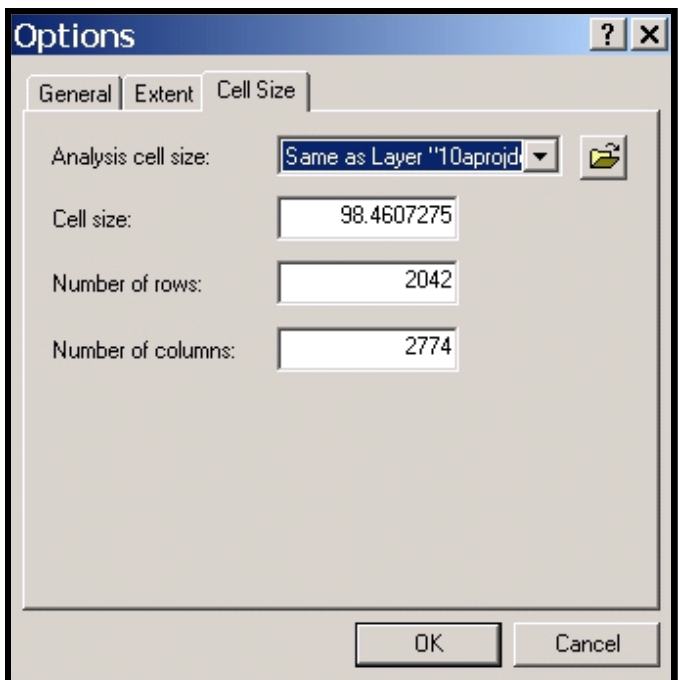 Options ? X
General Extent Cell Size
Analysis cell size: Same as Layer "10aprojd
Cell size: 98.4607275
Number of rows: 2042
Number of columns: 2774
OK Cancel